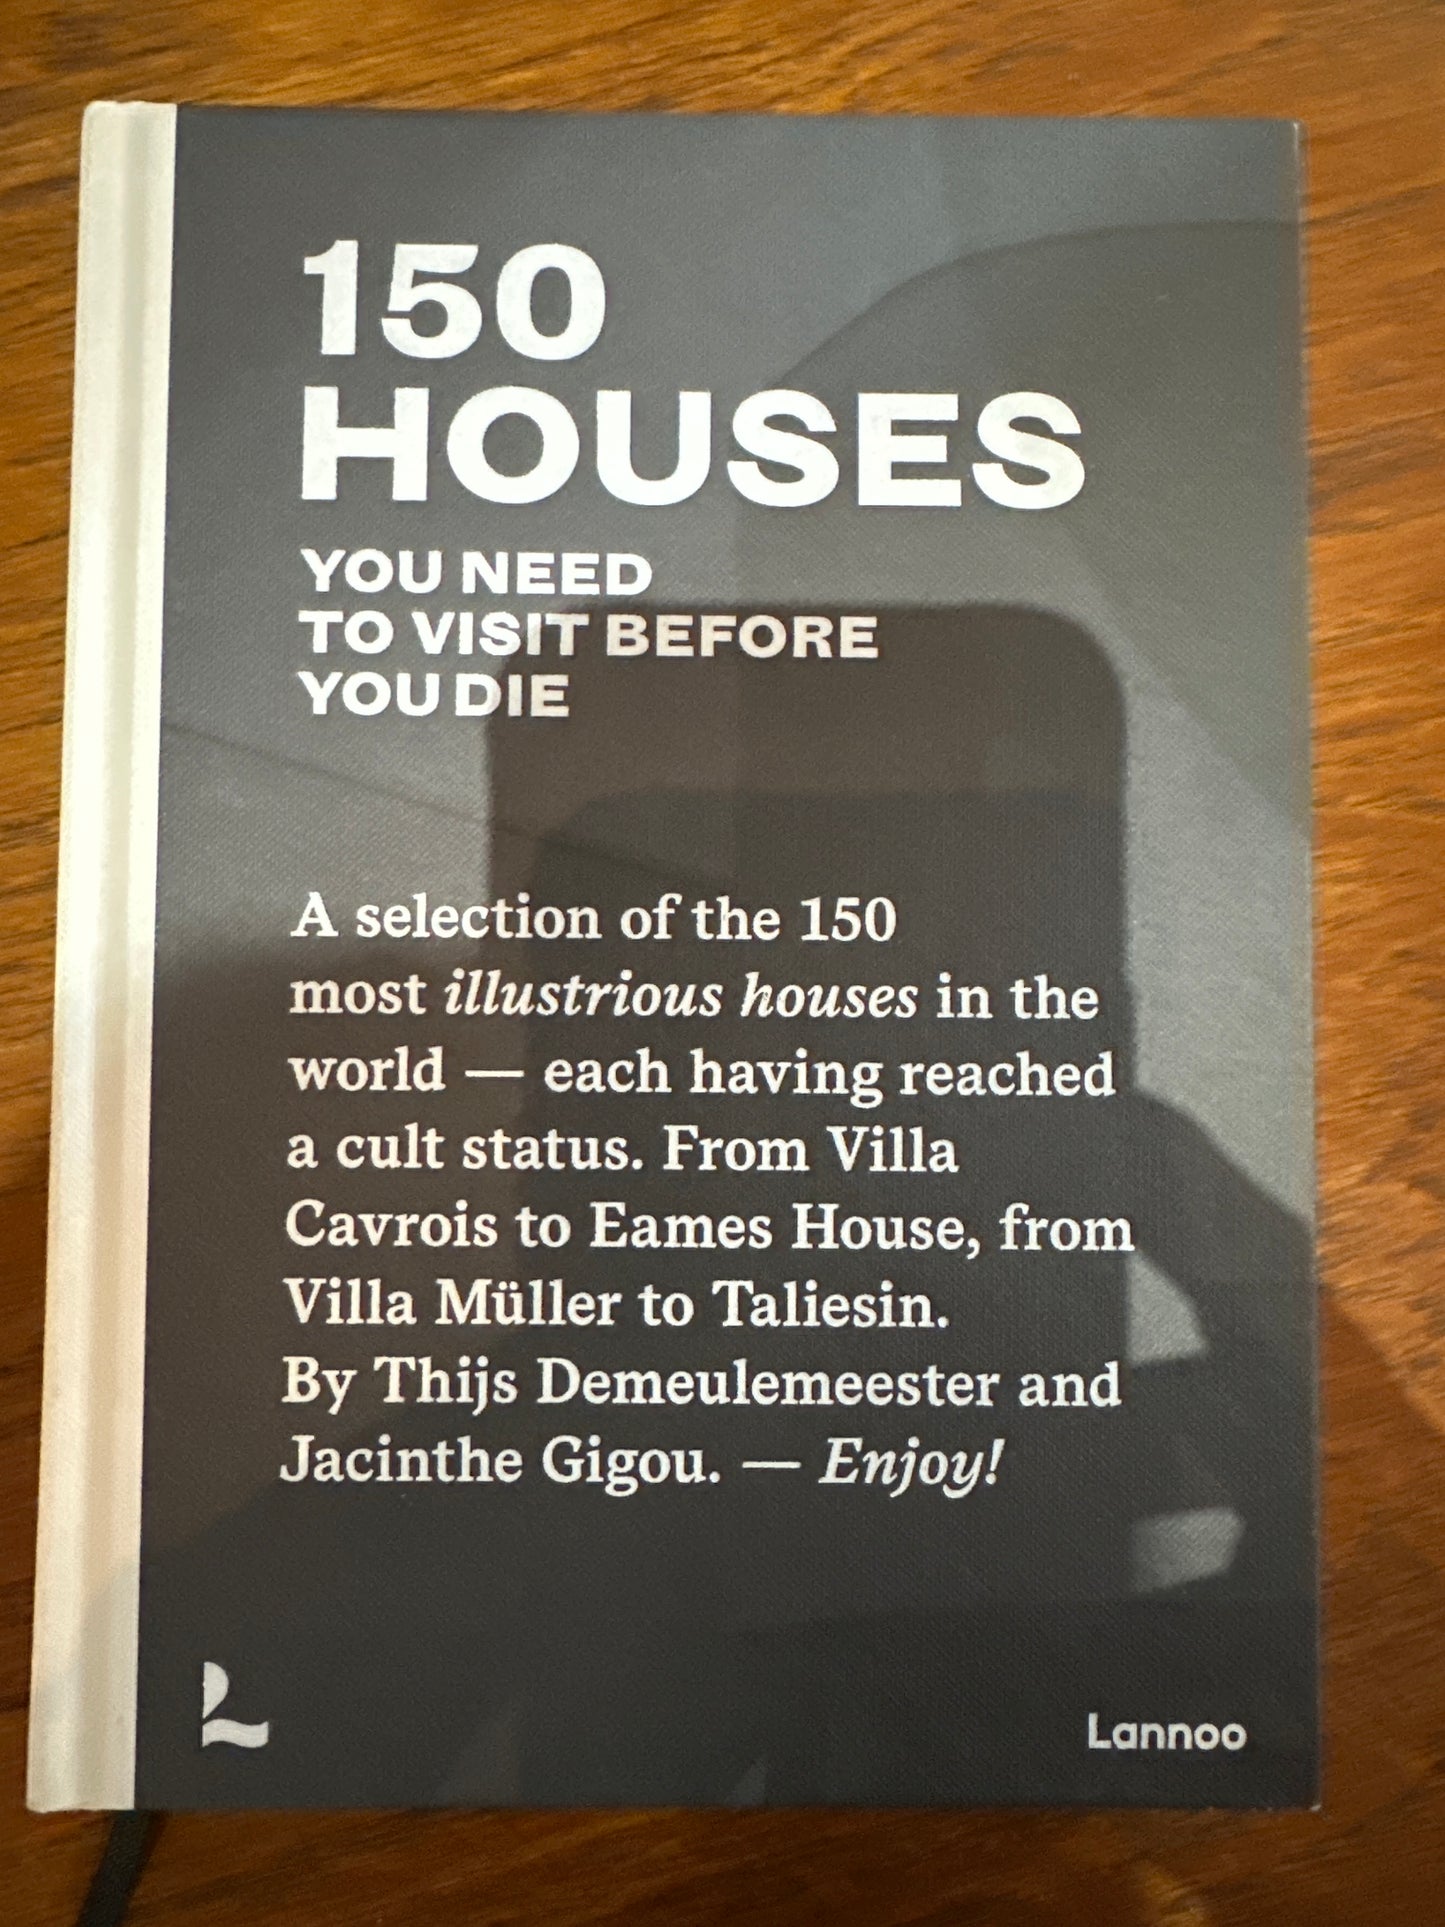 150
HOUSES
YOU NEED
TO VISIT BEFORE
YOU DIE
A selection of the 150
most illustrious houses in the
world — each having reached
a cult status. From Villa
Cavrois to Eames House, from
Villa Müller to Taliesin.
By Thijs Demeulemeester and
Jacinthe Gigou. — Enjoy!
Lannoo